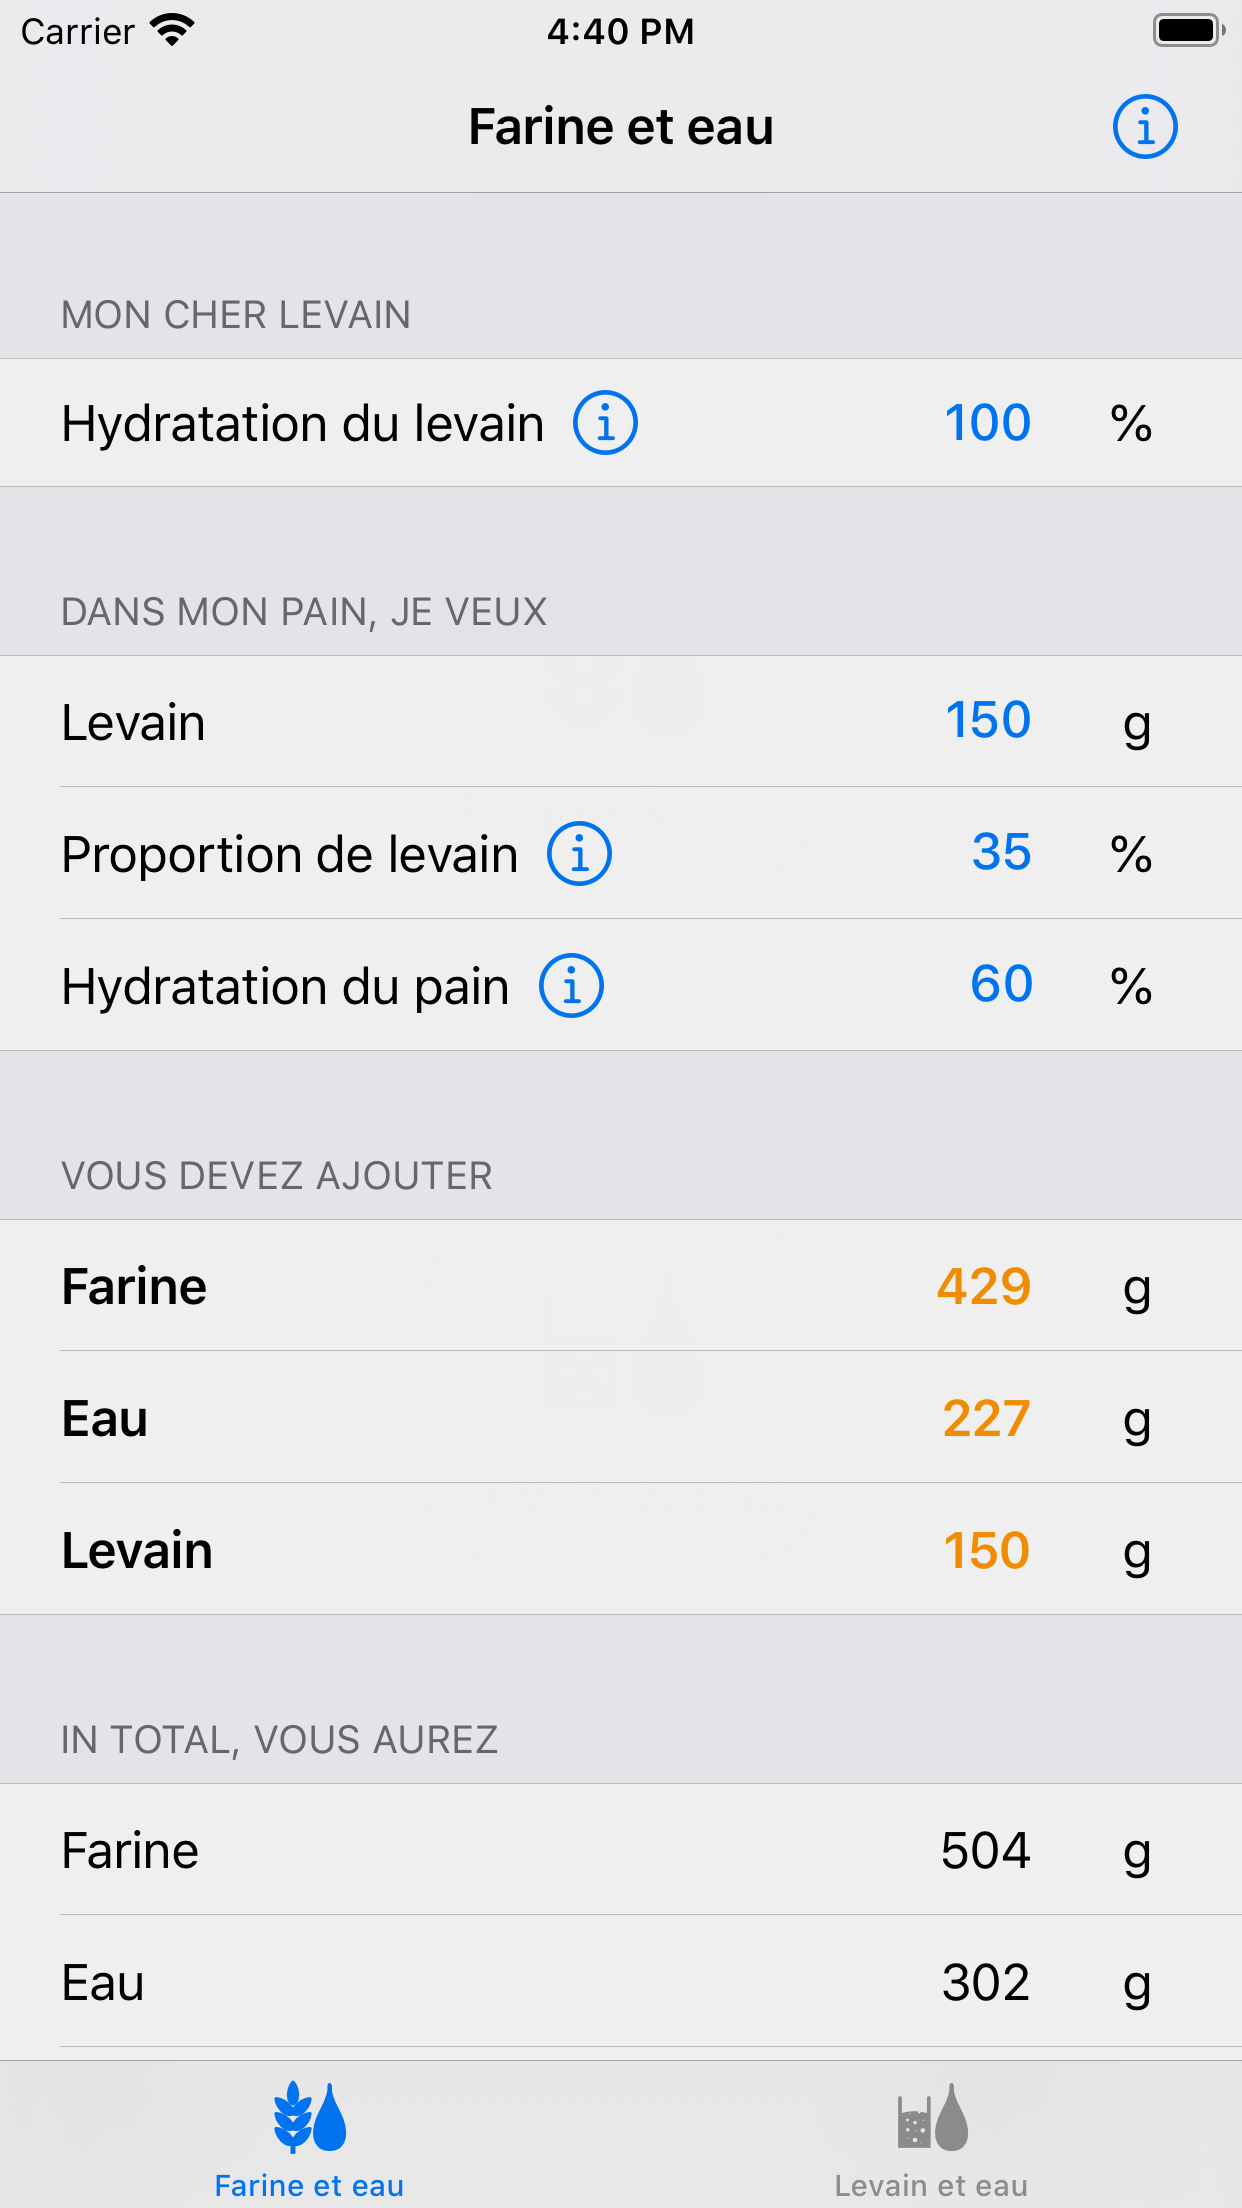 Carrier 4:40 PM
Farine et eau
MON CHER LEVAIN
Hydratation du levain 100 %
DANS MON PAIN, JE VEUX
Levain 150 g
Proportion de levain 35 %
Hydratation du pain 60 %
VOUS DEVEZ AJOUTER
Farine 429 g
Eau 227 g
Levain 150 g
IN TOTAL, VOUS AUREZ
Farine 504 g
Eau 302 g
Farine et eau Levain et eau